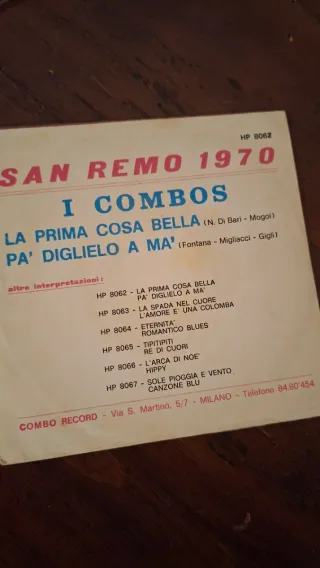 HP 8062
SAN REMO 1970
I COMBOS
LA PRIMA COSA BELLA (N. Di Bari - Mogol)
PA' DIGLIELO A MA' (Fontana - Migliacci - Gigli)
altre interpretazioni:
HP 8062 - LA PRIMA COSA BELLA
PA' DIGLIELO A MA'
HP 8063 - LA SPADA NEL CUORE
L'AMORE E' UNA COLOMBA
HP 8064 - ETERNITA'
ROMANTICO BLUES
HP 8065 - TIPITIPITI
RE DI CUORI
HP 8066 - L'ARCA DI NOE'
HIPPY
HP 8067 - SOLE PIOGGIA E VENTO
CANZONE BLU
COMBO RECORD - Via S. Martino, 5/7 - MILANO - Telefono 84.80'454